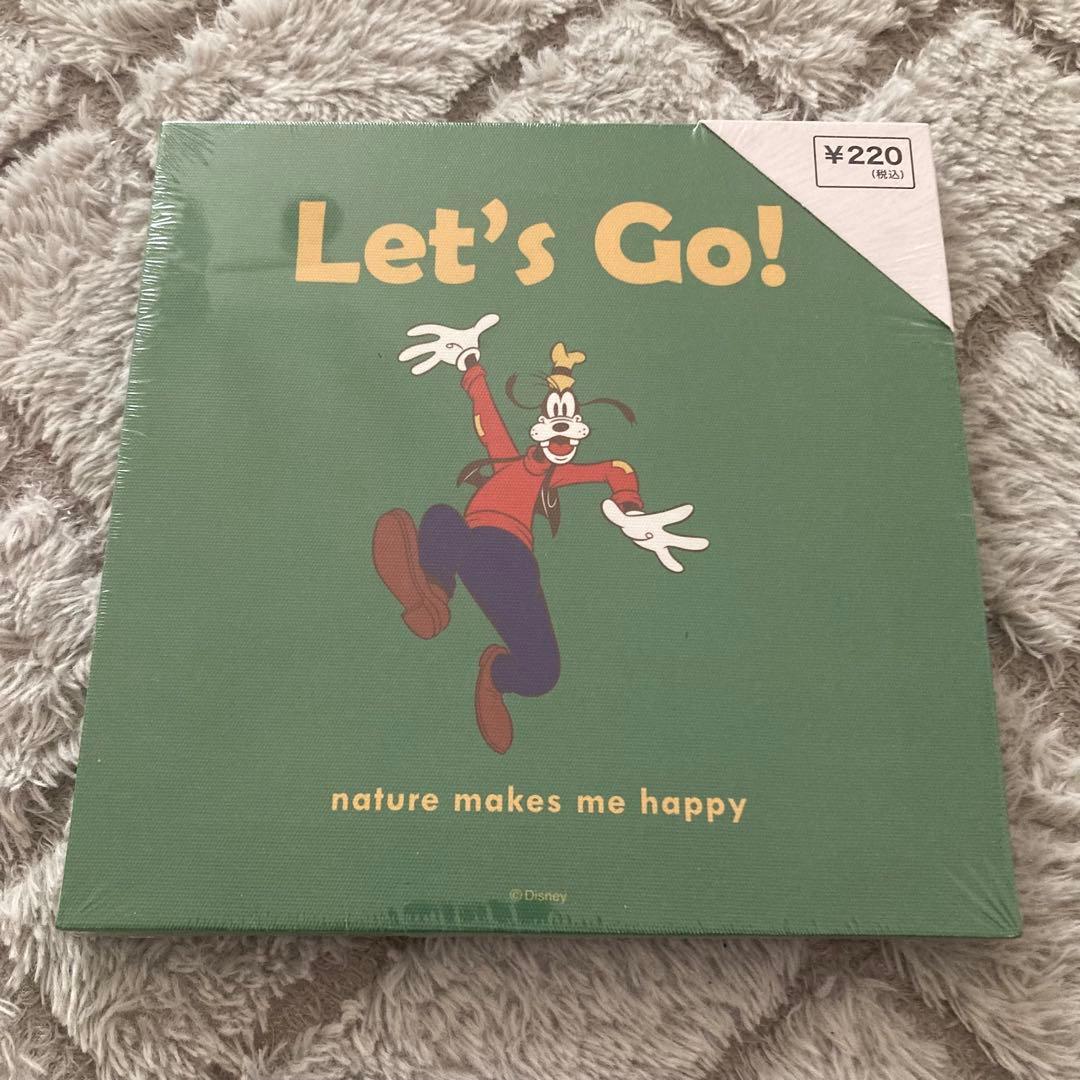 ¥220
(税込)
Let's Go!
nature makes me happy
©Disney